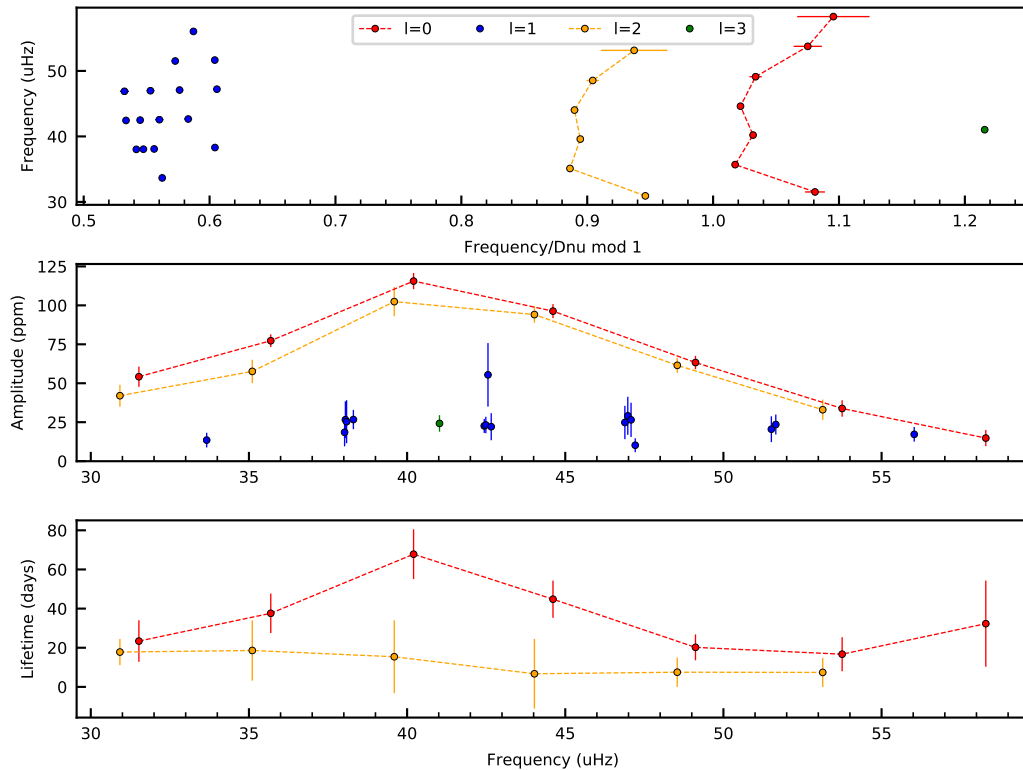 l=0 l=1 l=2 l=3
Frequency (uHz)
50
40
30
0.5 0.6 0.7 0.8 0.9 1.0 1.1 1.2
Frequency/Dnu mod 1
Amplitude (ppm)
125
100
75
50
25
0
30 35 40 45 50 55
Lifetime (days)
80
60
40
20
0
30 35 40 45 50 55
Frequency (uHz)